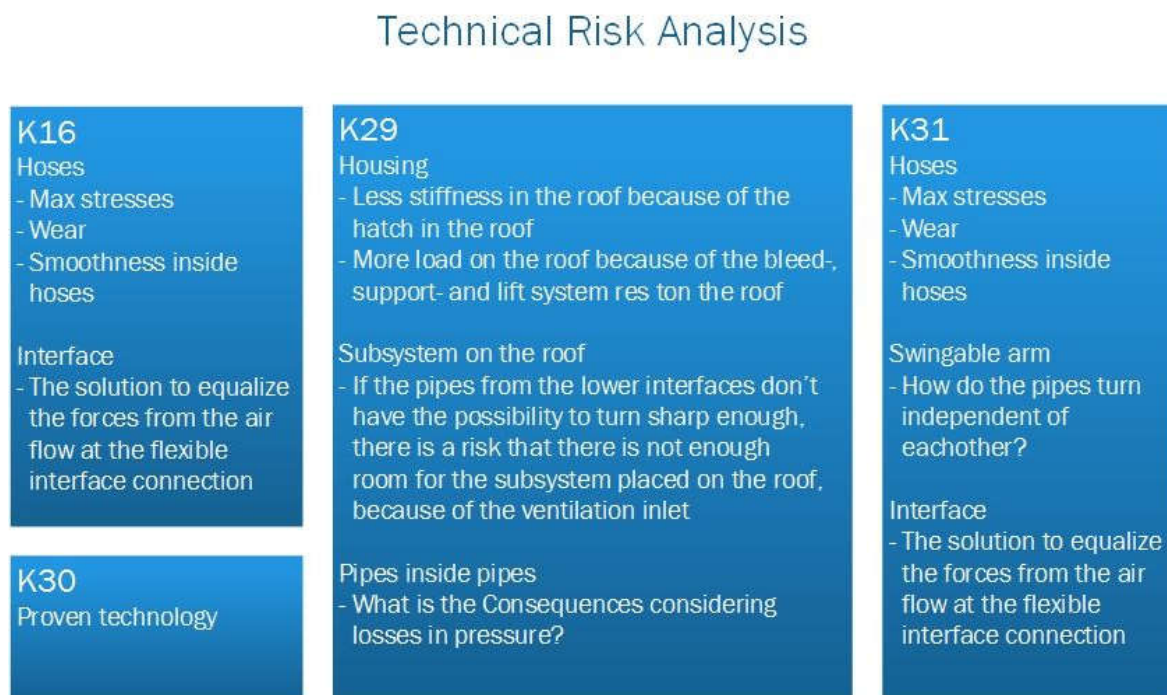 Technical Risk Analysis
K16
Hoses
- Max stresses
- Wear
- Smoothness inside
hoses
Interface
- The solution to equalize
the forces from the air
flow at the flexible
interface connection
K30
Proven technology
K29
Housing
- Less stiffness in the roof because of the
hatch in the roof
- More load on the roof because of the bleed-,
support- and lift system res ton the roof
Subsystem on the roof
- If the pipes from the lower interfaces don't
have the possibility to turn sharp enough,
there is a risk that there is not enough
room for the subsystem placed on the roof,
because of the ventilation inlet
Pipes inside pipes
- What is the Consequences considering
losses in pressure?
K31
Hoses
- Max stresses
- Wear
- Smoothness inside
hoses
Swingable arm
- How do the pipes turn
independent of
eachother?
Interface
- The solution to equalize
the forces from the air
flow at the flexible
interface connection